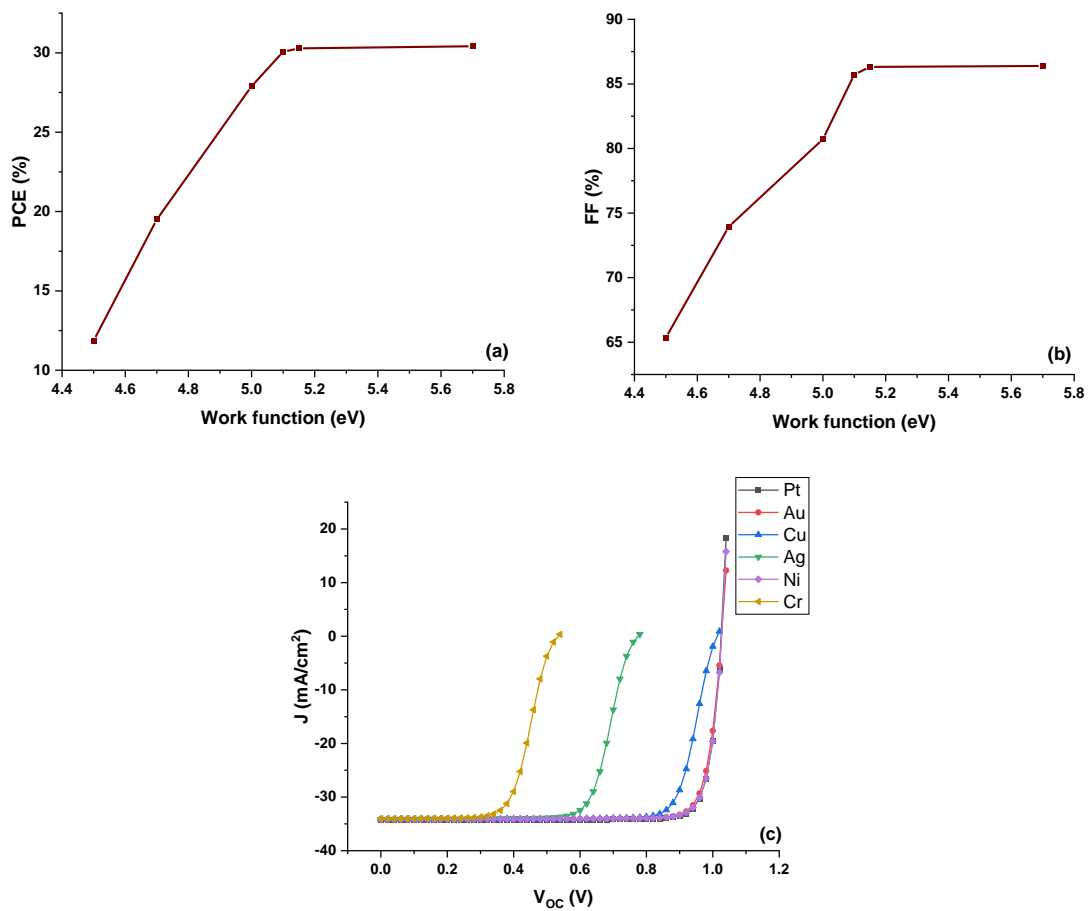 PCE (%)
30
25
20
15
10
4.4 4.6 4.8 5.0 5.2 5.4 5.6 5.8
Work function (eV)
(a)
FF (%)
90
85
80
75
70
65
4.4 4.6 4.8 5.0 5.2 5.4 5.6 5.8
Work function (eV)
(b)
Pt
Au
Cu
Ag
Ni
Cr
J (mA/cm²)
20
10
0
-10
-20
-30
-40
0.0 0.2 0.4 0.6 0.8 1.0 1.2
V_OC (V)
(c)